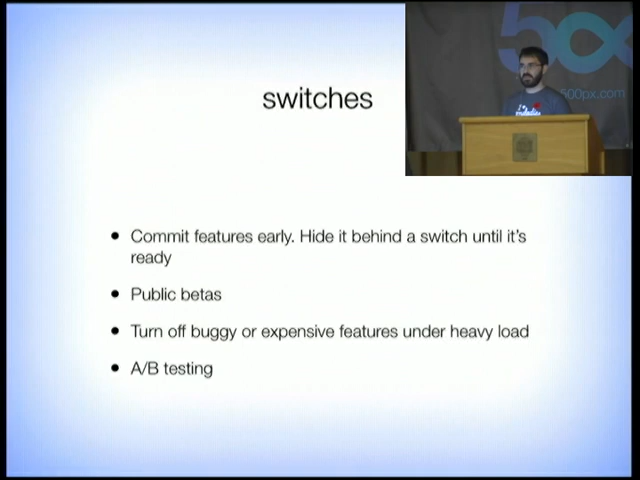 switches
500
500px.com
• Commit features early. Hide it behind a switch until it's
ready
• Public betas
• Turn off buggy or expensive features under heavy load
• A/B testing